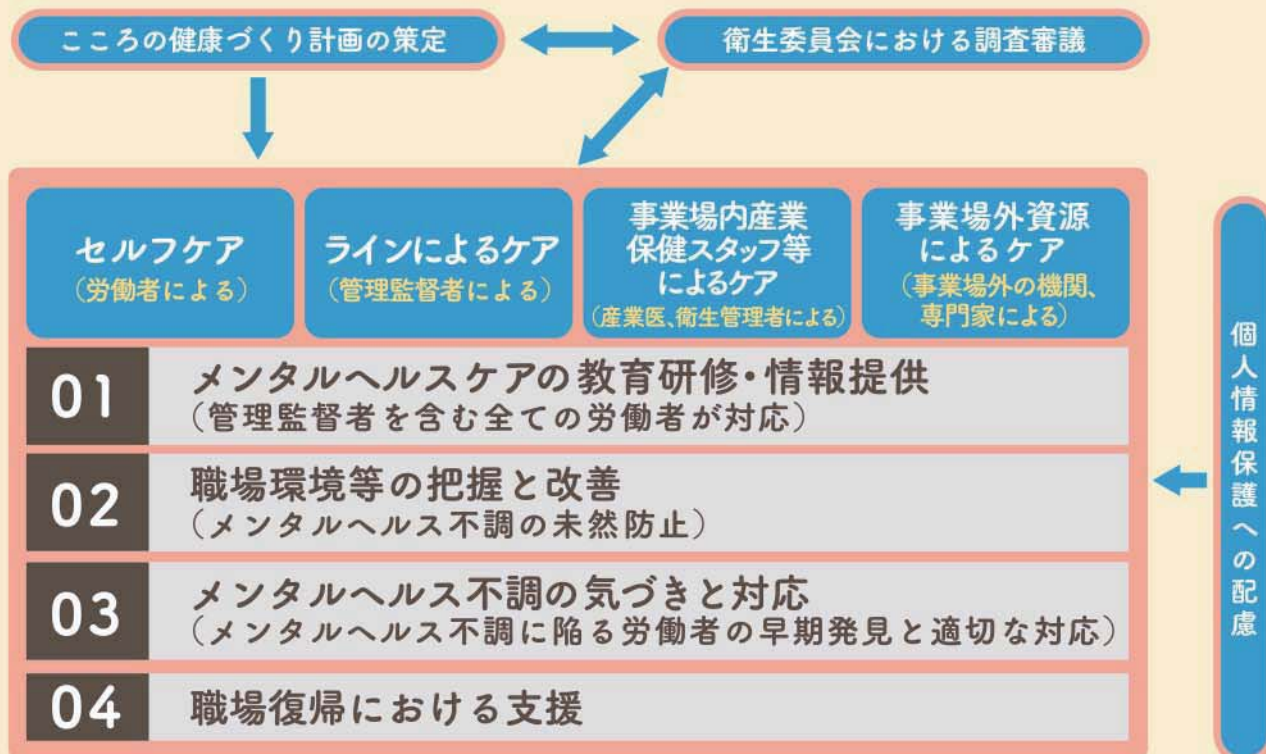 こころの健康づくり計画の策定
衛生委員会における調査審議
セルフケア
(労働者による)
ラインによるケア
(管理監督者による)
事業場内産業
保健スタッフ等
によるケア
(産業医、衛生管理者による)
事業場外資源
によるケア
(事業場外の機関、
専門家による)
01
メンタルヘルスケアの教育研修・情報提供
(管理監督者を含む全ての労働者が対応)
02
職場環境等の把握と改善
(メンタルヘルス不調の未然防止)
03
メンタルヘルス不調の気づきと対応
(メンタルヘルス不調に陥る労働者の早期発見と適切な対応)
04
職場復帰における支援
個人情報保護への配慮